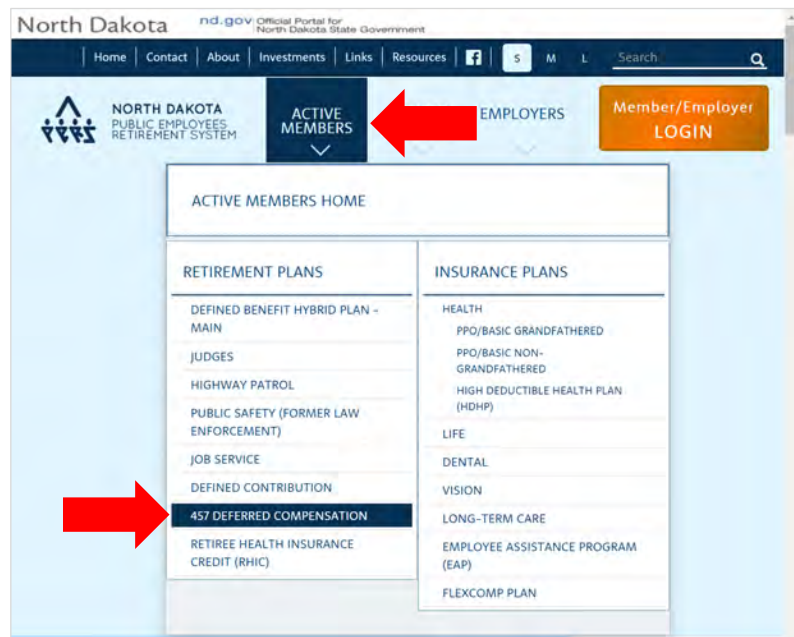 North Dakota
nd.gov
Official Portal for
North Dakota State Government
Home
Contact
About
Investments
Links
Resources
f
S
M
L
Search
NORTH DAKOTA
PUBLIC EMPLOYEES
RETIREMENT SYSTEM
ACTIVE
MEMBERS
EMPLOYERS
Member/Employer
LOGIN
ACTIVE MEMBERS HOME
RETIREMENT PLANS
DEFINED BENEFIT HYBRID PLAN -
MAIN
JUDGES
HIGHWAY PATROL
PUBLIC SAFETY (FORMER LAW
ENFORCEMENT)
JOB SERVICE
DEFINED CONTRIBUTION
457 DEFERRED COMPENSATION
RETIREE HEALTH INSURANCE
CREDIT (RHIC)
INSURANCE PLANS
HEALTH
PPO/BASIC GRANDFATHERED
PPO/BASIC NON-
GRANDFATHERED
HIGH DEDUCTIBLE HEALTH PLAN
(HDHP)
LIFE
DENTAL
VISION
LONG-TERM CARE
EMPLOYEE ASSISTANCE PROGRAM
(EAP)
FLEXCOMP PLAN